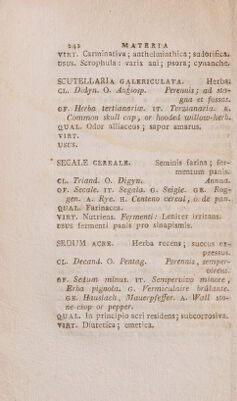 242 MATERIA
VIRT. Carminativa; anthelminthica; sudorifica.
USUS. Scrophula: varix ani; psora; cynanche.
SCUTELLARIA GALERICULATA. Herba.
CL. Didyn. O. Angiosp. Perennis; ad sta-
gna et fossas.
OF. Herba tertianaria. IT. Terzianaria. A.
Common skull cap, or hooded willow-herb.
QUAL. Odor alliaceus; sapor amarus.
VIRT.
USUS.
SECALE CEREALE. Seminis farina; fer-
mentum panis.
CL. Triand. O. Digyn. Annua.
OF. Secale. IT. Segala. G. Seigle. GE. Rog-
gen. A. Rye. H. Centeno cereal, ó de pan.
QUAL. Farinacea.
VIRT. Nutriens. Fermenti: Leniter irritans.
USUS fermenti panis pro sinapismis.
SEDUM ACRE. Herba recens; succus ex-
pressus.
CL. Decand. O. Pentag. Perennis, semper-
virens.
OF. Sedum minus. IT. Sempervivo minore,
Erba pignola. G. Vermiculaire brûlante.
GE. Hauslach, Mauerpfeffer. A. Wall sto-
ne-crop or pepper.
QUAL. In principio acri residens; subcorrosiva.
VIRT. Diuretica; emetica.